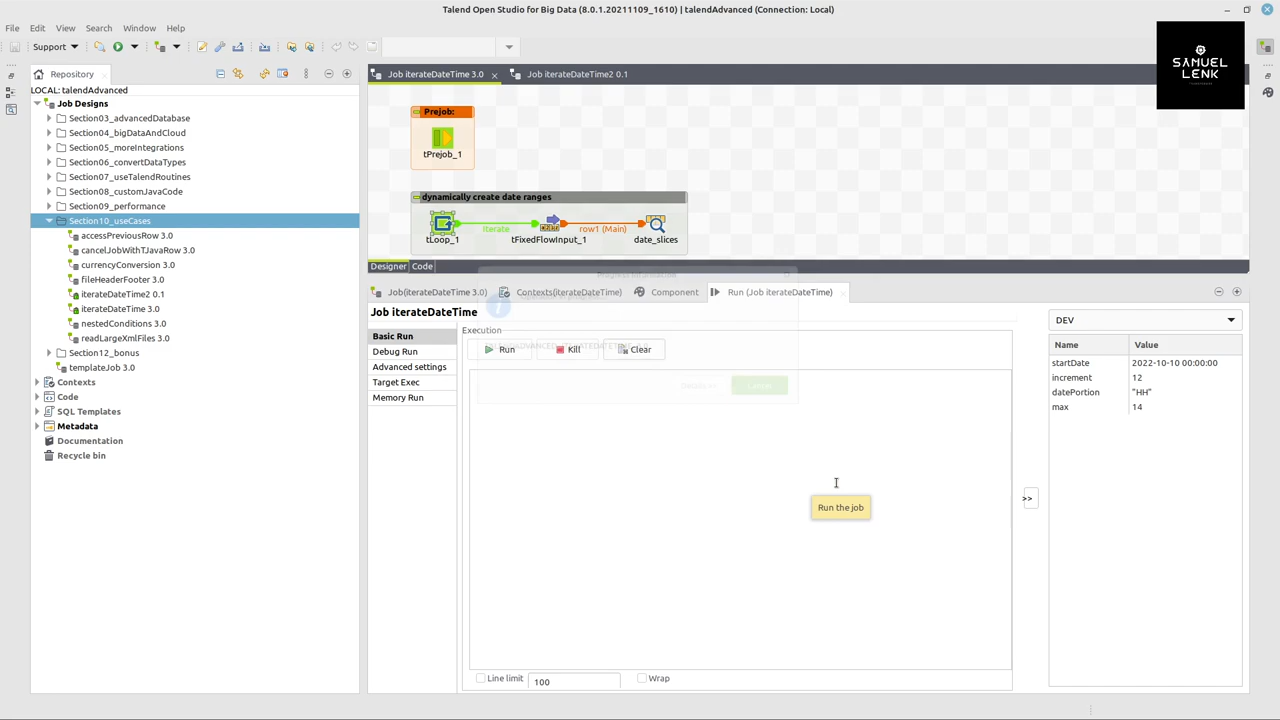 Talend Open Studio for Big Data (8.0.1.20211109_1610) | talendAdvanced (Connection: Local)
File Edit View Search Window Help
Support
SAMUEL
LENK
Repository
LOCAL: talendAdvanced
Job Designs
Section03_advancedDatabase
Section04_bigDataAndCloud
Section05_moreIntegrations
Section06_convertDataTypes
Section07_useTalendRoutines
Section08_customJavaCode
Section09_performance
Section10_useCases
accessPreviousRow 3.0
cancelJobWithTJavaRow 3.0
currencyConversion 3.0
fileHeaderFooter 3.0
iterateDateTime2 0.1
iterateDateTime 3.0
nestedConditions 3.0
readLargeXmlFiles 3.0
Section12_bonus
templateJob 3.0
Contexts
Code
SQL Templates
Metadata
Documentation
Recycle bin
Job iterateDateTime 3.0
Job iterateDateTime2 0.1
Prejob:
tPrejob_1
dynamically create date ranges
iterate
row1 (Main)
tLoop_1
tFixedFlowInput_1
date_slices
Designer Code
Progress Information
Job(iterateDateTime 3.0)
Contexts(iterateDateTime)
Component
Run (Job iterateDateTime)
Job iterateDateTime
Basic Run
Debug Run
Advanced settings
Target Exec
Memory Run
Execution
Run
Kill
Clear
Run the job
Line limit
100
Wrap
>>
DEV
Name Value
startDate 2022-10-10 00:00:00
increment 12
datePortion "HH"
max 14